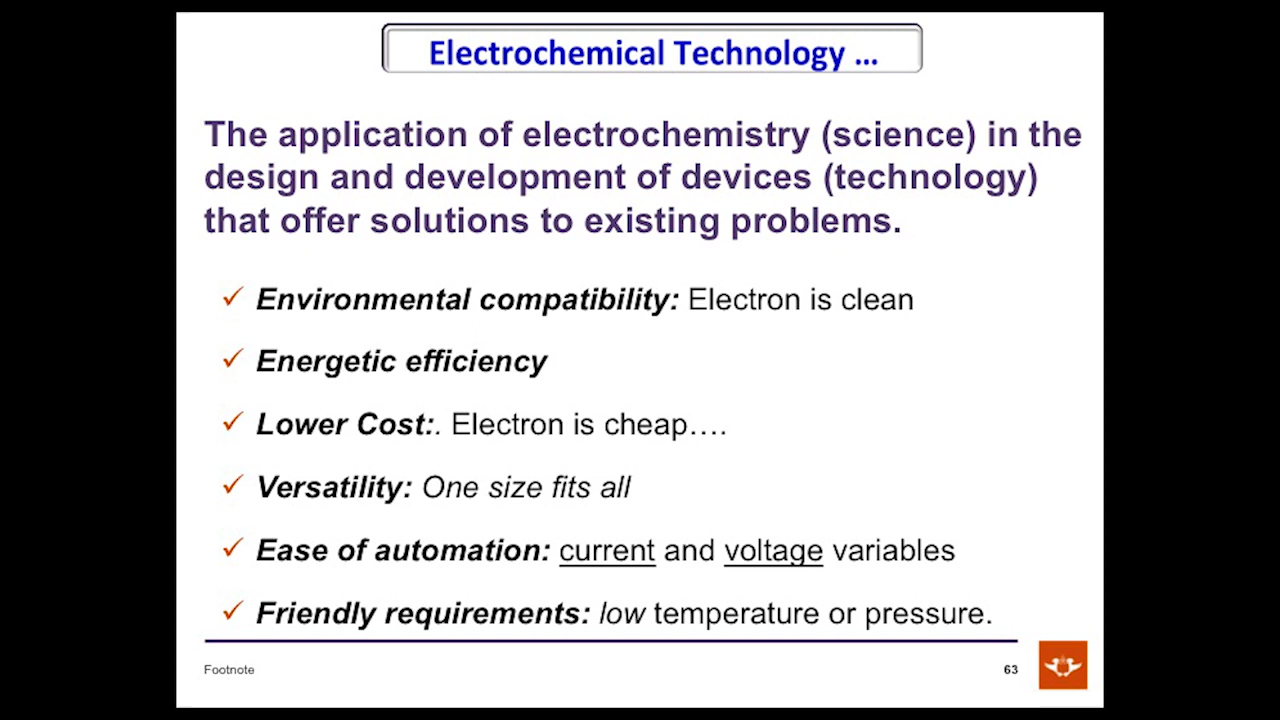 Electrochemical Technology ...
The application of electrochemistry (science) in the
design and development of devices (technology)
that offer solutions to existing problems.
✓ Environmental compatibility: Electron is clean
✓ Energetic efficiency
✓ Lower Cost:. Electron is cheap….
✓ Versatility: One size fits all
✓ Ease of automation: current and voltage variables
✓ Friendly requirements: low temperature or pressure.
Footnote
63